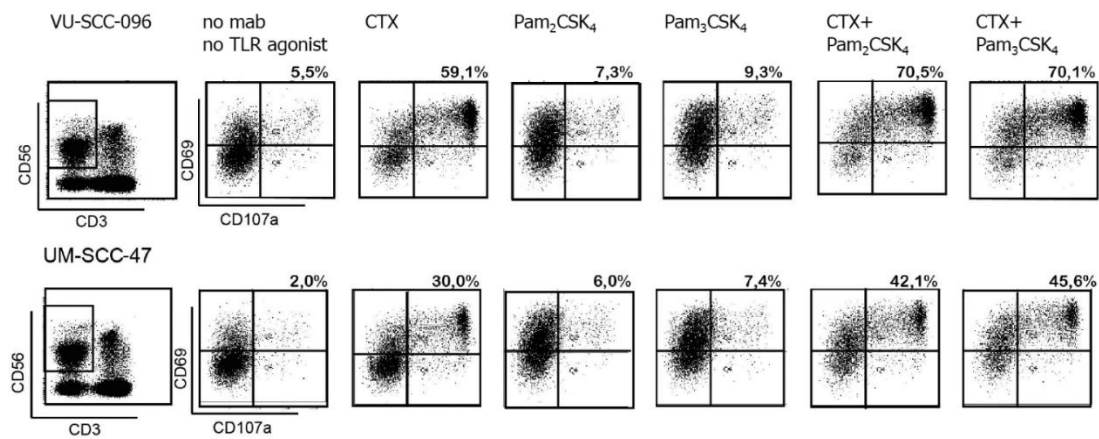 VU-SCC-096
no mab
no TLR agonist
CTX
Pam₂CSK₄
Pam₃CSK₄
CTX+
Pam₂CSK₄
CTX+
Pam₃CSK₄
5,5%
59,1%
7,3%
9,3%
70,5%
70,1%
CD56
CD3
CD69
CD107a
UM-SCC-47
2,0%
30,0%
6,0%
7,4%
42,1%
45,6%
CD56
CD3
CD69
CD107a